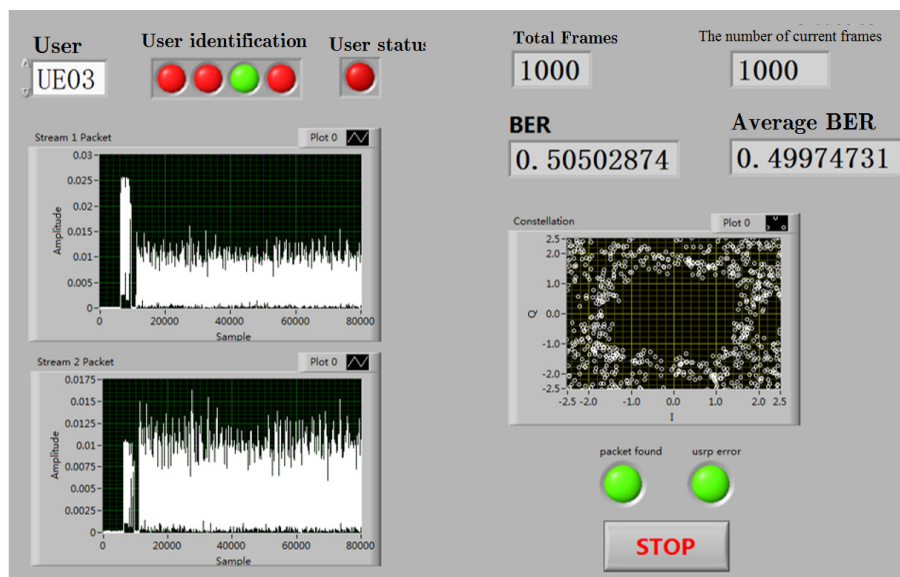 User
UE03
User identification
User status
Total Frames
1000
The number of current frames
1000
BER
0.50502874
Average BER
0.49974731
Stream 1 Packet
Plot 0
Amplitude
0.03
0.025
0.02
0.015
0.01
0.005
0
0 20000 40000 60000 80000
Sample
Stream 2 Packet
Plot 0
Amplitude
0.0175
0.015
0.0125
0.01
0.0075
0.005
0.0025
0
0 20000 40000 60000 80000
Sample
Constellation
Plot 0
Q
2.5
2.0
1.0
0.0
-1.0
-2.0
-2.5
-2.5 -2.0 -1.0 0.0 1.0 2.0 2.5
I
packet found
usrp error
STOP